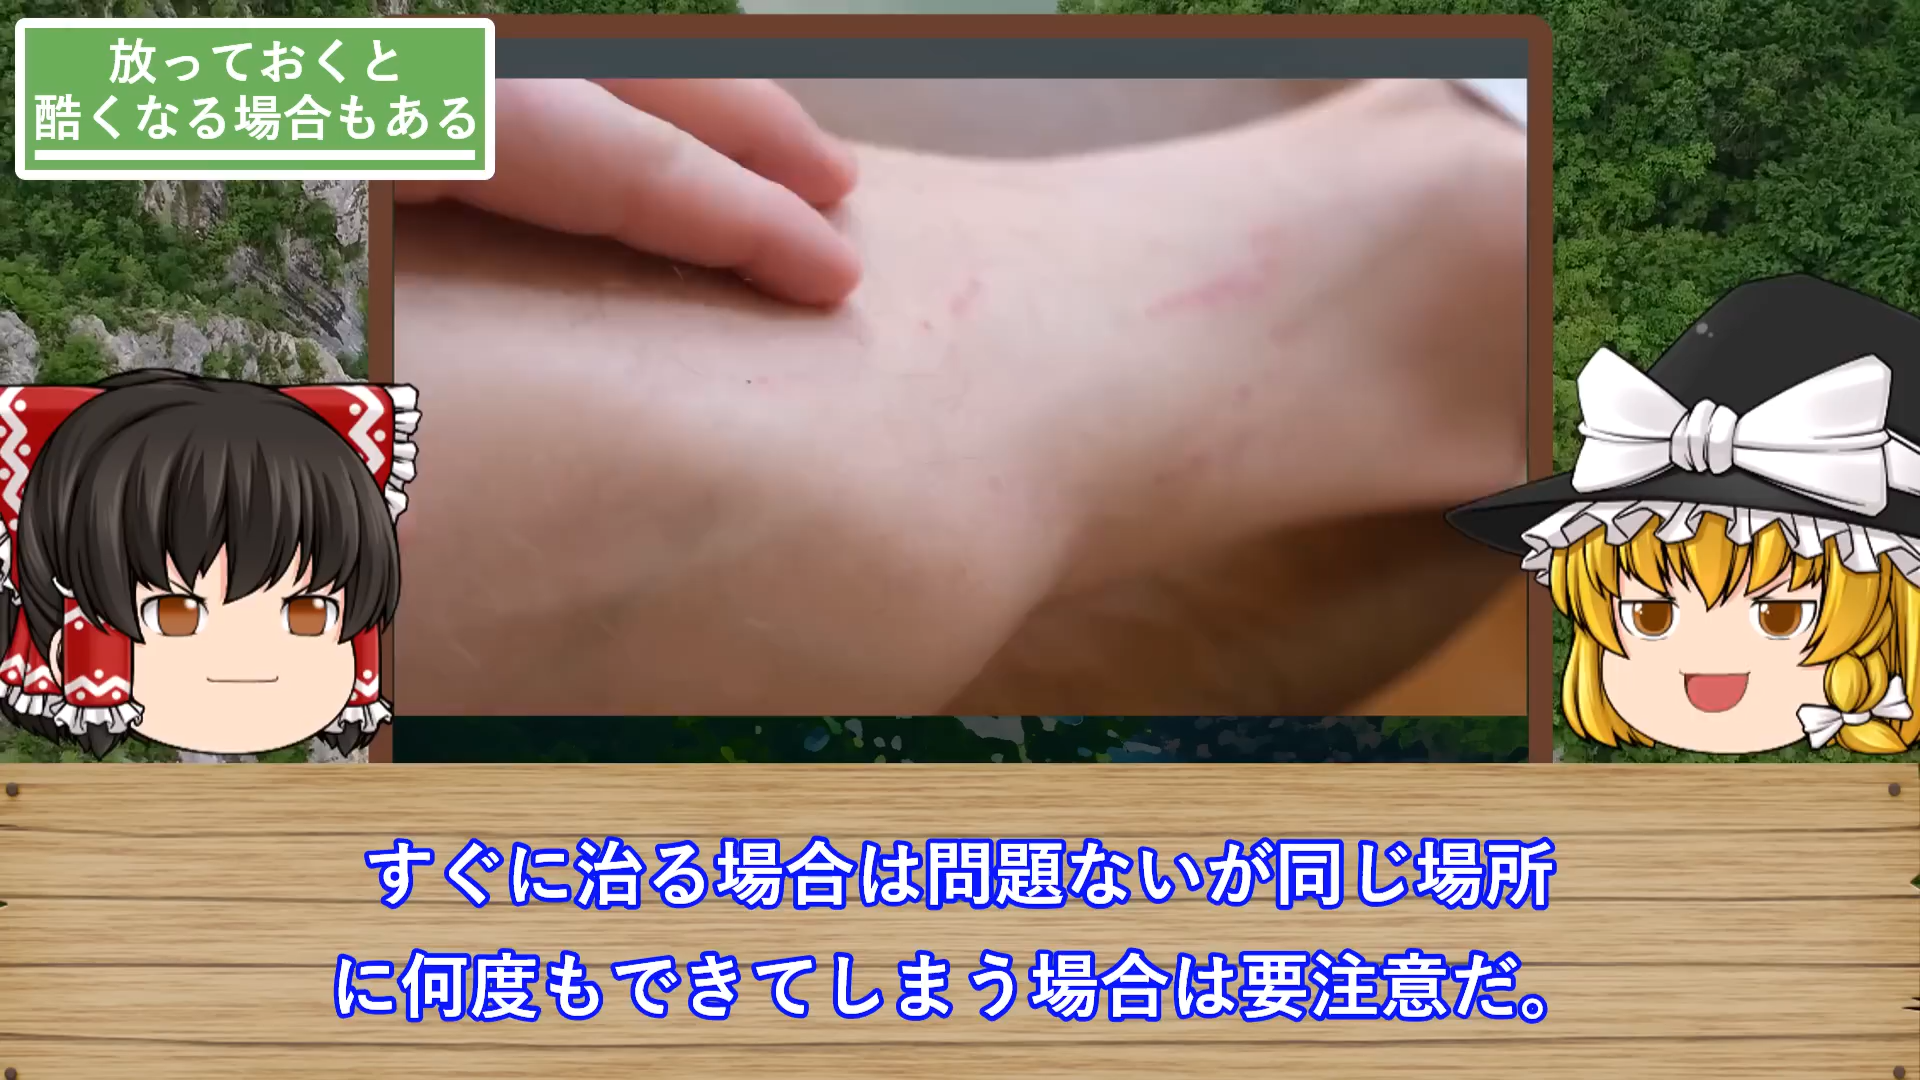 放っておくと
酷くなる場合もある
すぐに治る場合は問題ないが同じ場所
に何度もできてしまう場合は要注意だ。